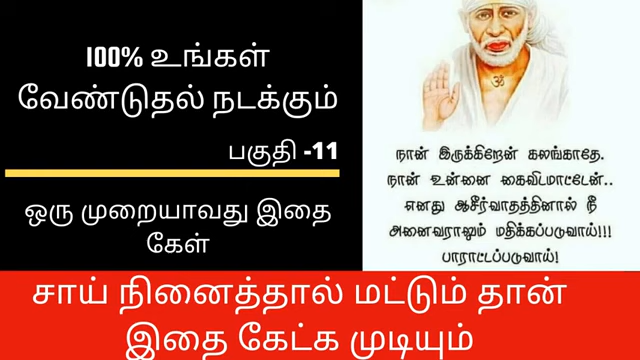 100% உங்கள்
வேண்டுதல் நடக்கும்
பகுதி -11
ஒரு முறையாவது இதை
கேள்
ௐ
நான் இருக்கிறேன் கலங்காதே.
நான் உன்னை கைவிடமாட்டேன்..
எனது ஆசீர்வாதத்தினால் நீ
அனைவராலும் மதிக்கப்படுவாய்!!!
பாராட்டப்படுவாய்!
சாய் நினைத்தால் மட்டும் தான்
இதை கேட்க முடியும்